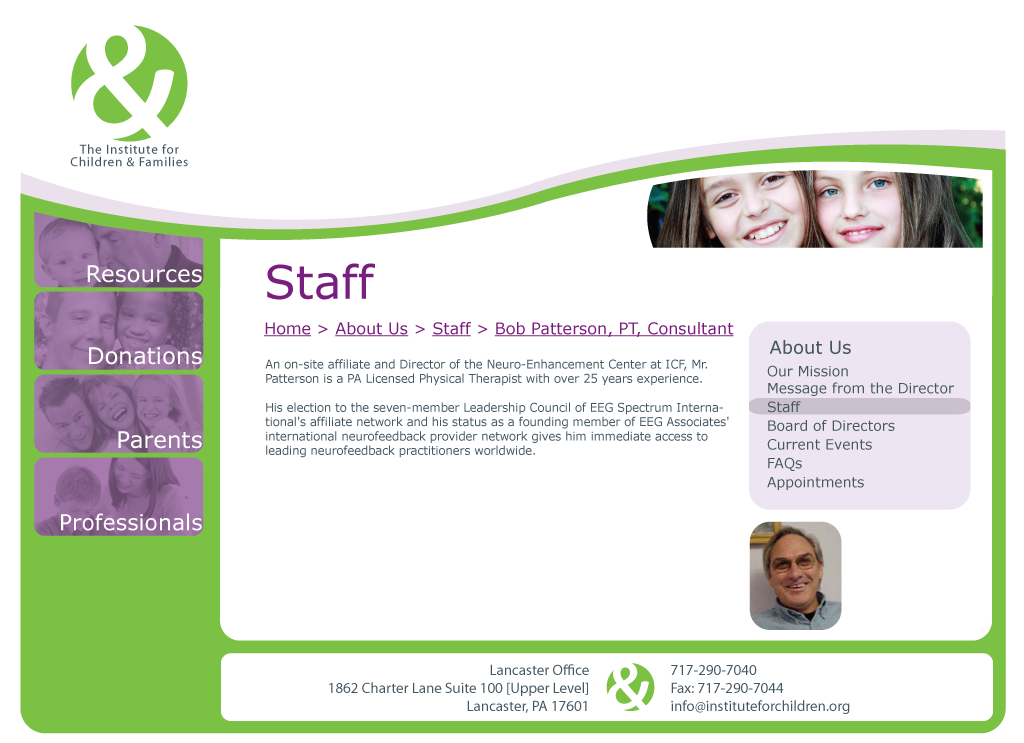 The Institute for
Children & Families
Resources
Donations
Parents
Professionals
Staff
Home > About Us > Staff > Bob Patterson, PT, Consultant
An on-site affiliate and Director of the Neuro-Enhancement Center at ICF, Mr.
Patterson is a PA Licensed Physical Therapist with over 25 years experience.
His election to the seven-member Leadership Council of EEG Spectrum Interna-
tional's affiliate network and his status as a founding member of EEG Associates'
international neurofeedback provider network gives him immediate access to
leading neurofeedback practitioners worldwide.
About Us
Our Mission
Message from the Director
Staff
Board of Directors
Current Events
FAQs
Appointments
Lancaster Office
1862 Charter Lane Suite 100 [Upper Level]
Lancaster, PA 17601
&
717-290-7040
Fax: 717-290-7044
info@instituteforchildren.org